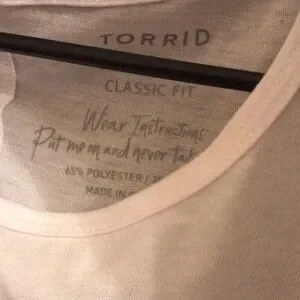 TORRID
CLASSIC FIT
Wear Instructions
Put me on and never
65% POLYESTER /
MADE IN